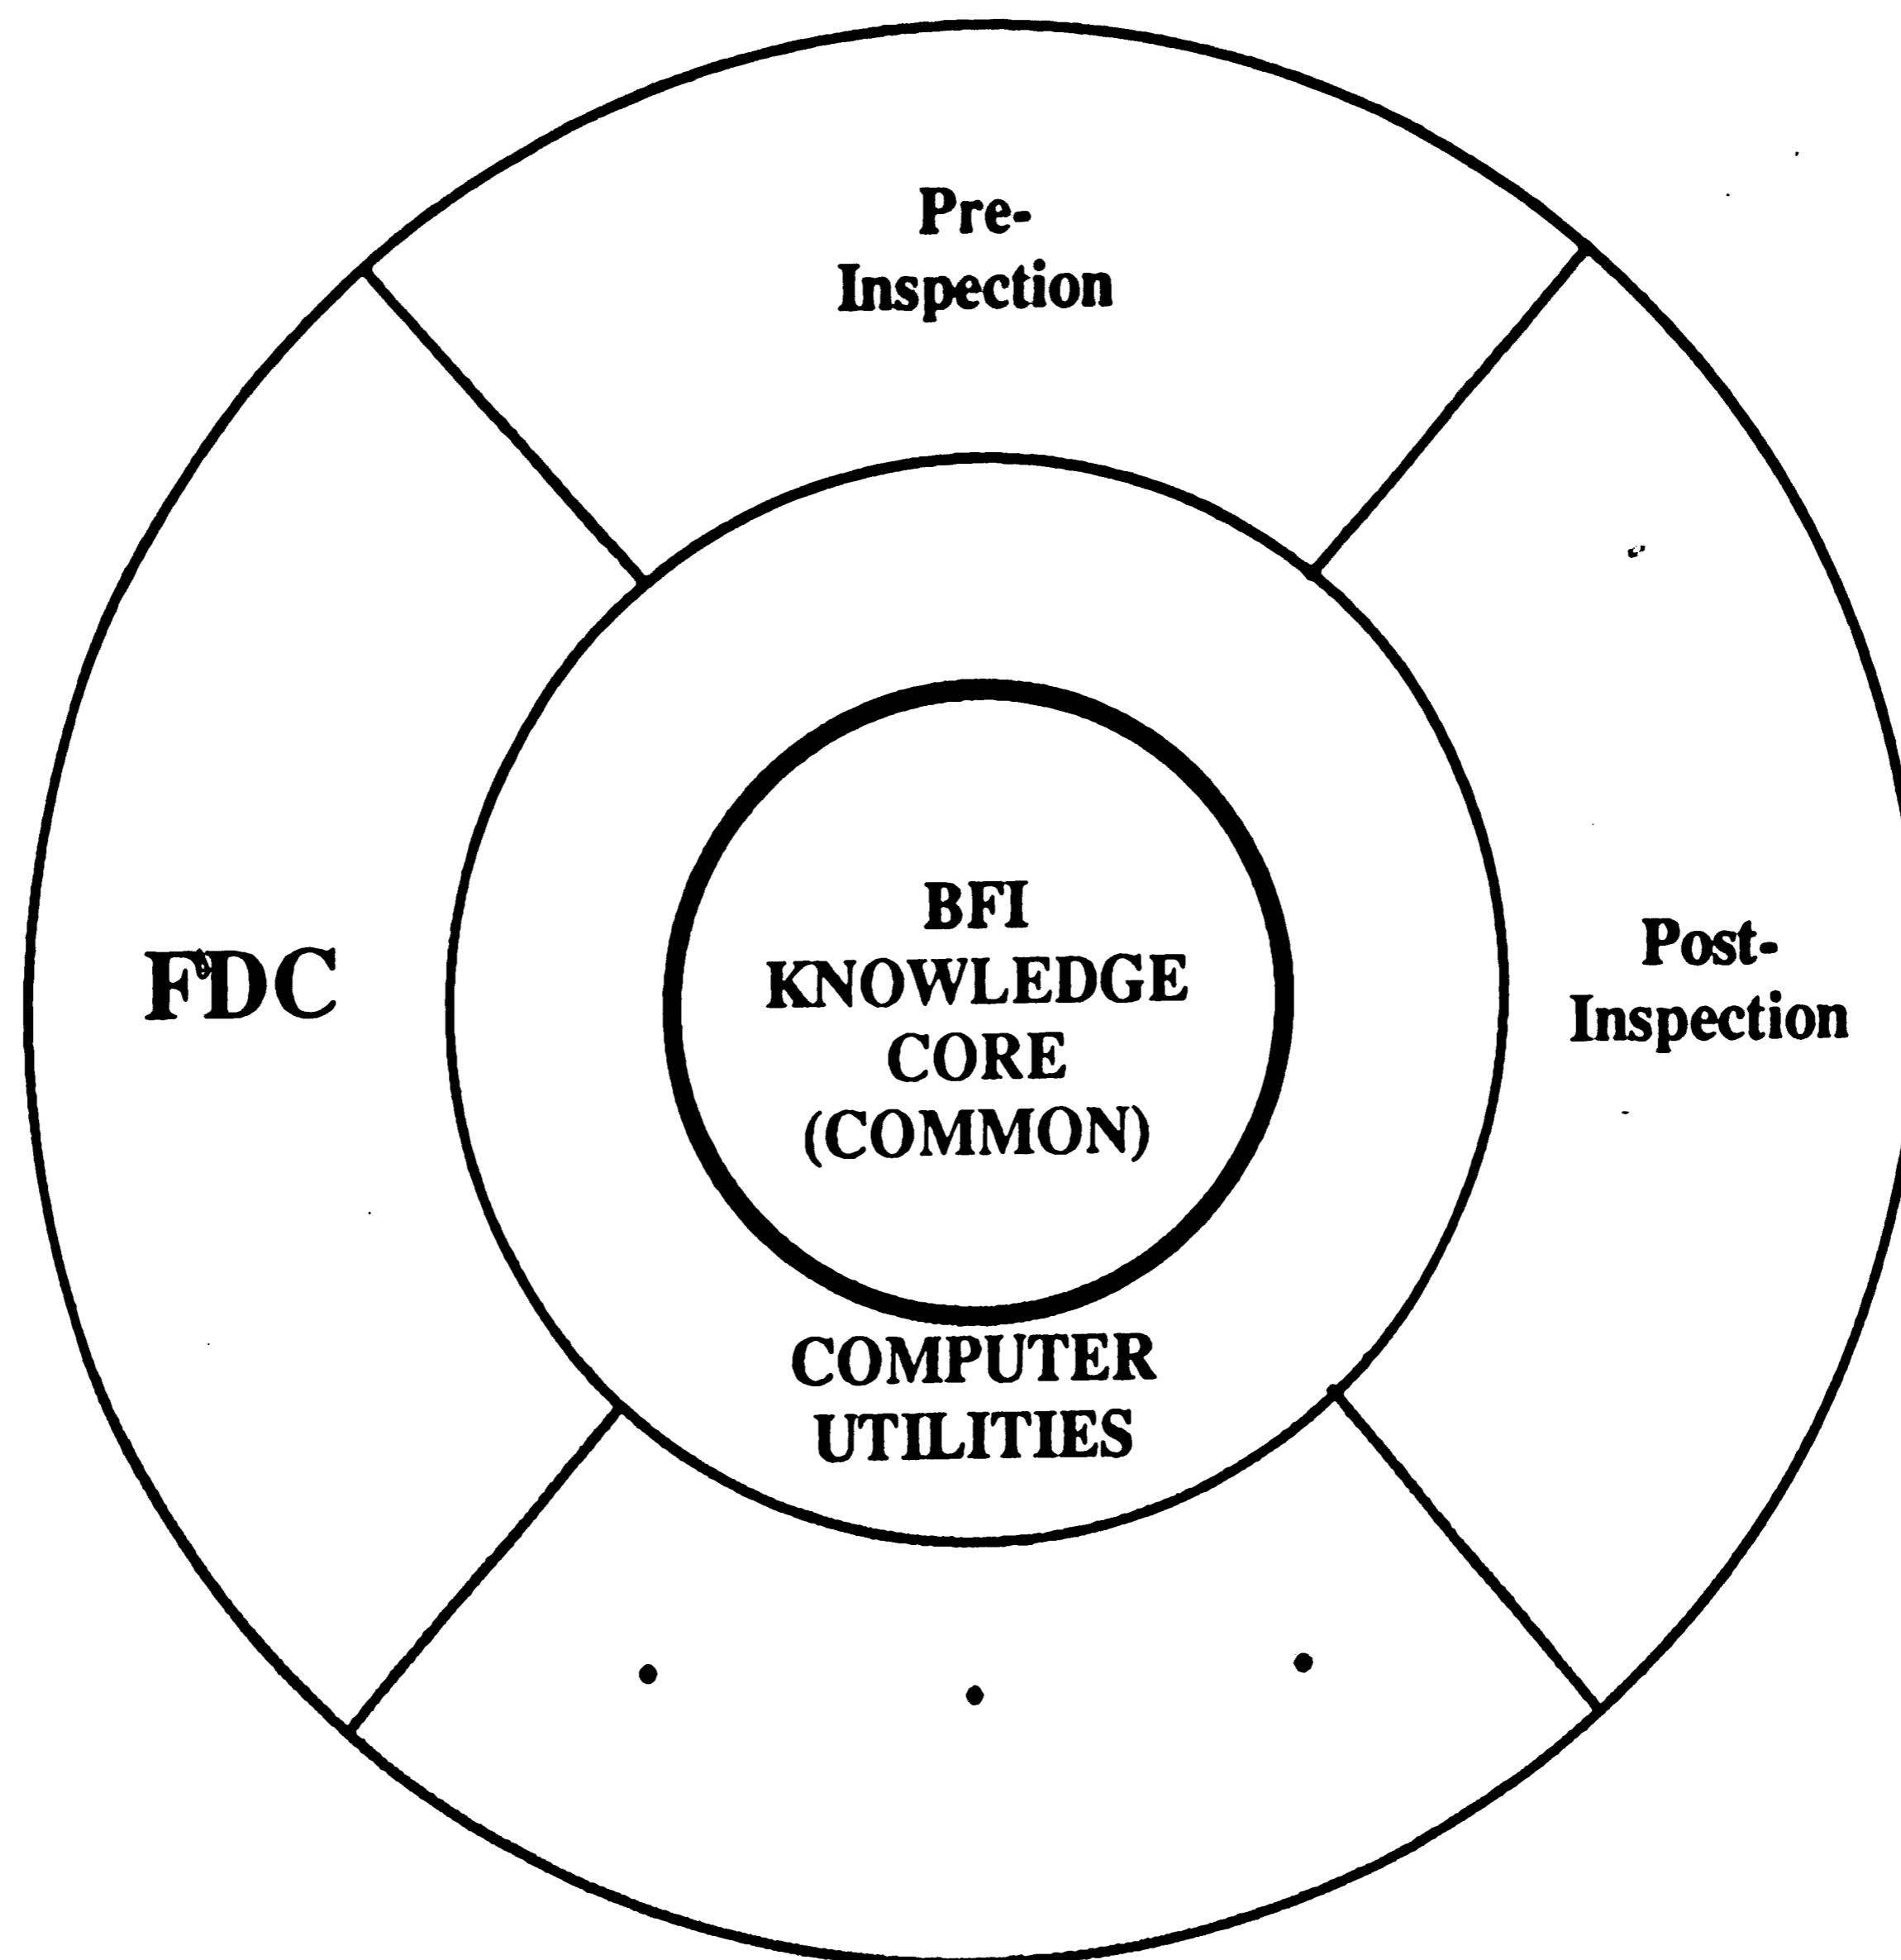 Pre-
Inspection
FDC
BFI
KNOWLEDGE
CORE
(COMMON)
Post-
Inspection
COMPUTER
UTILITIES